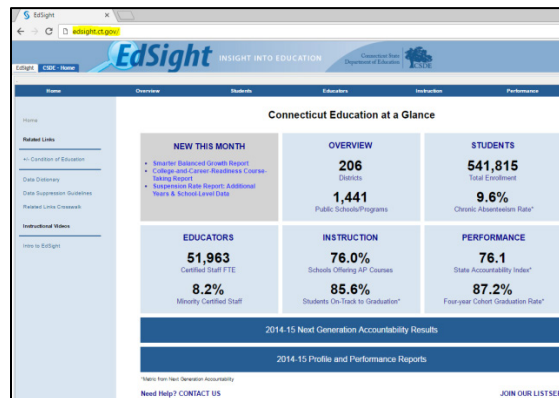 EdSight
edsight.ct.gov/
EdSight INSIGHT INTO EDUCATION
Connecticut State
Department of Education
CSDE
EdSight CSDE - Home
Home Overview Students Educators Instruction Performance
Connecticut Education at a Glance
Home
Related Links
+/- Condition of Education
Data Dictionary
Data Suppression Guidelines
Related Links Crosswalk
Instructional Videos
Intro to EdSight
NEW THIS MONTH
• Smarter Balanced Growth Report
• College-and-Career-Readiness Course-
Taking Report
• Suspension Rate Report: Additional
Years & School-Level Data
OVERVIEW
206
Districts
1,441
Public Schools/Programs
STUDENTS
541,815
Total Enrollment
9.6%
Chronic Absenteeism Rate*
EDUCATORS
51,963
Certified Staff FTE
8.2%
Minority Certified Staff
INSTRUCTION
76.0%
Schools Offering AP Courses
85.6%
Students On-Track to Graduation*
PERFORMANCE
76.1
State Accountability Index*
87.2%
Four-year Cohort Graduation Rate*
2014-15 Next Generation Accountability Results
2014-15 Profile and Performance Reports
*Metric from Next Generation Accountability
Need Help? CONTACT US
JOIN OUR LISTSE